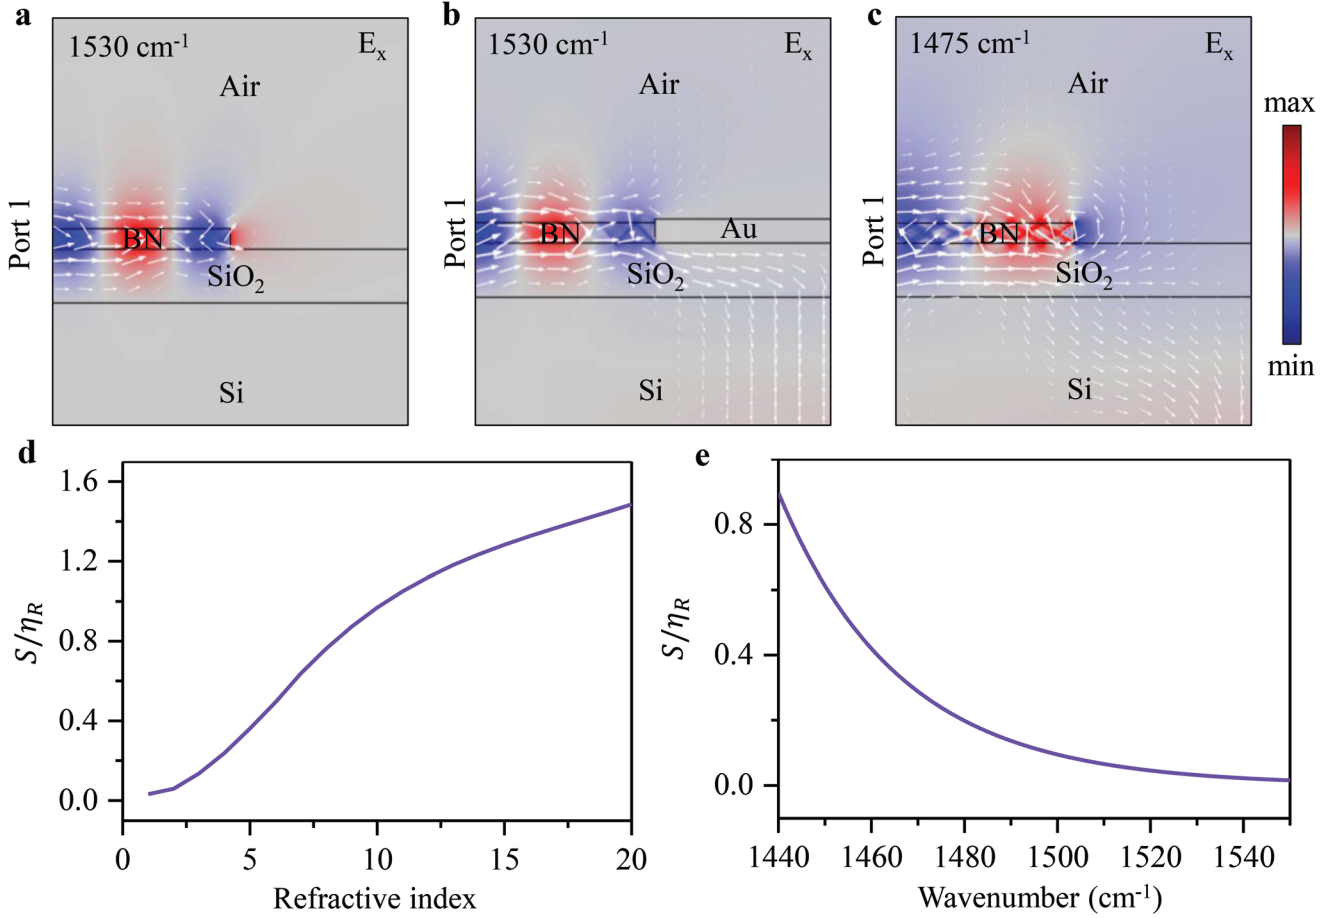 a
1530 cm⁻¹
Eₓ
Air
Port 1
BN
SiO₂
Si
b
1530 cm⁻¹
Eₓ
Air
Port 1
BN
Au
SiO₂
Si
c
1475 cm⁻¹
Eₓ
Air
Port 1
BN
SiO₂
Si
max
min
d
S/η_R
1.6
1.2
0.8
0.4
0.0
0 5 10 15 20
Refractive index
e
S/η_R
0.8
0.4
0.0
1440 1460 1480 1500 1520 1540
Wavenumber (cm⁻¹)